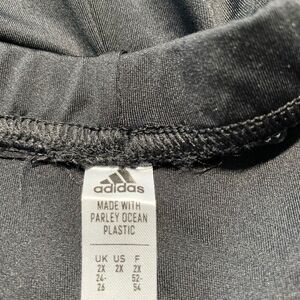 adidas
MADE WITH
PARLEY OCEAN
PLASTIC
UK US F
2X 2X 2X
24- 52-
26 54